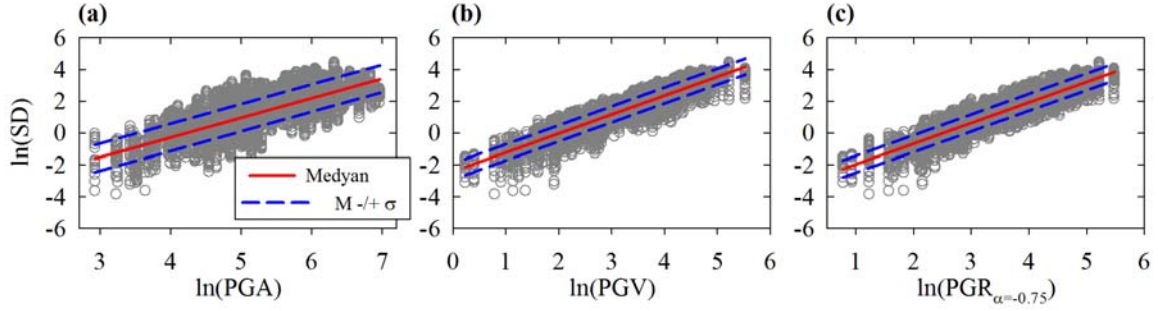 (a)
(b)
(c)
6
4
2
0
-2
-4
-6
ln(SD)
Medyan
M -/+ σ
3 4 5 6 7
ln(PGA)
6
4
2
0
-2
-4
-6
0 1 2 3 4 5 6
ln(PGV)
6
4
2
0
-2
-4
-6
1 2 3 4 5 6
ln(PGR α=-0.75)